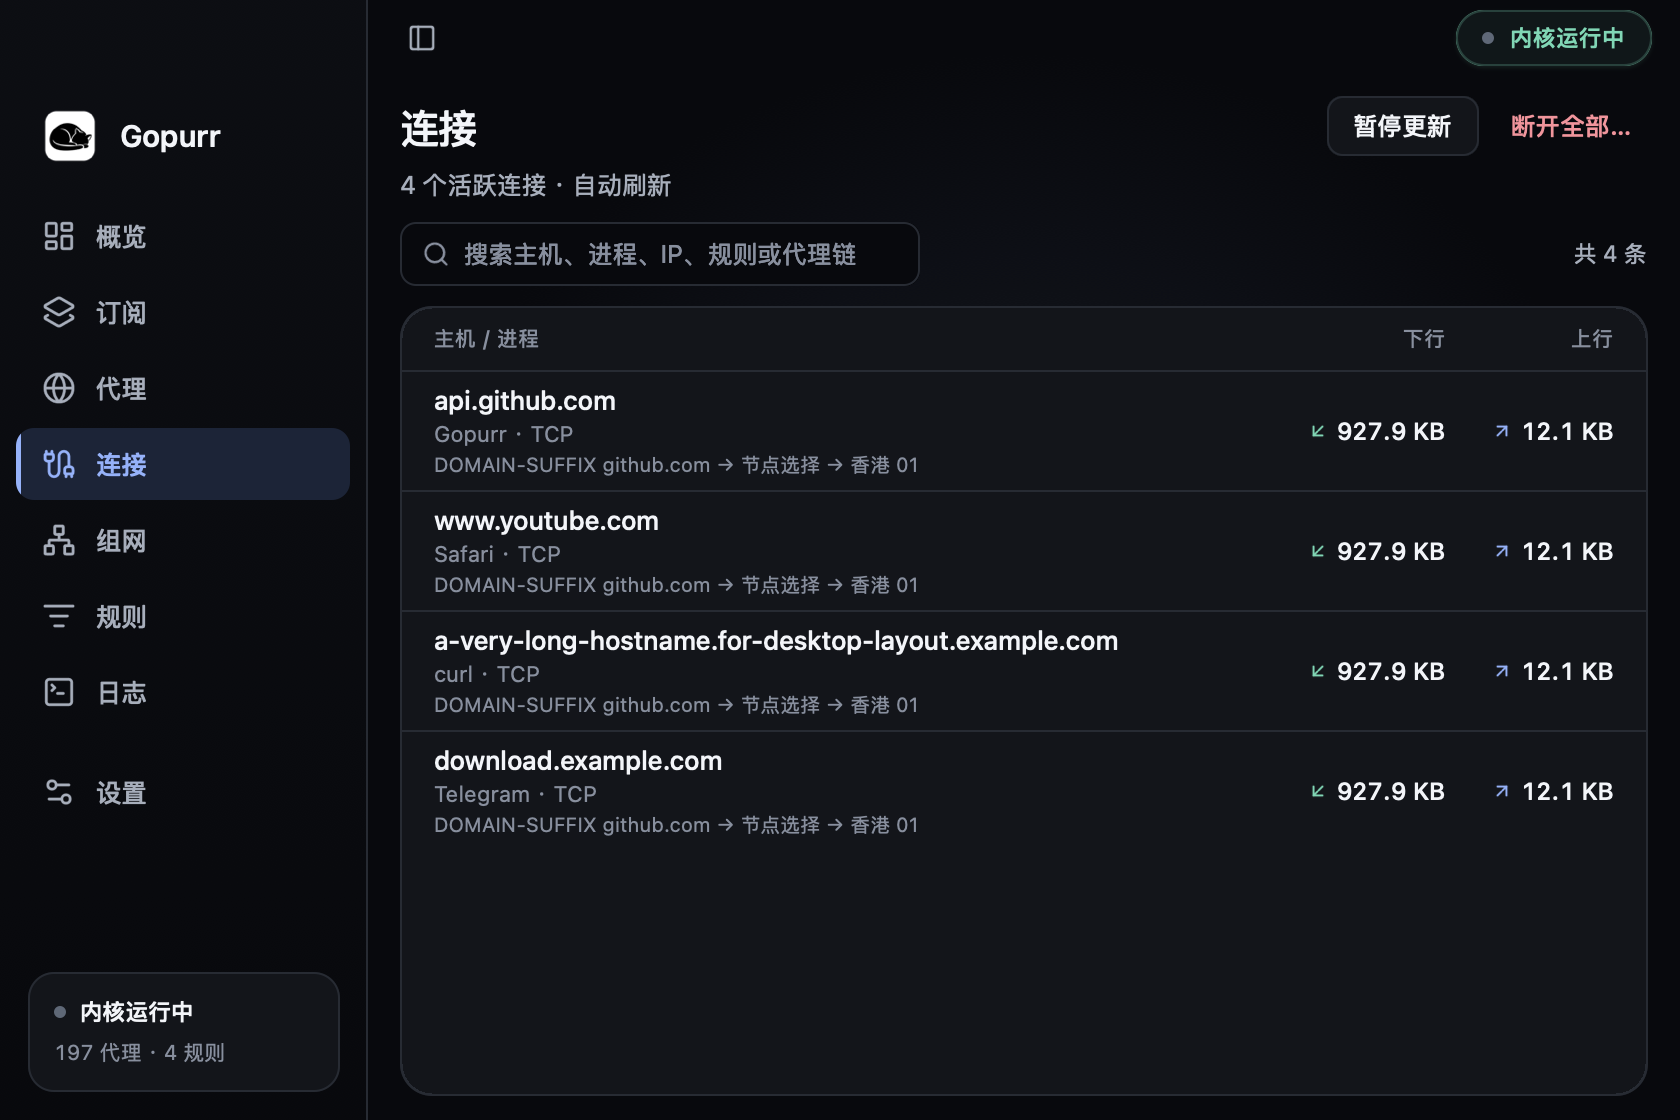 Gopurr
概览
订阅
代理
连接
组网
规则
日志
设置
内核运行中
197 代理 · 4 规则
内核运行中
连接
暂停更新
断开全部...
4 个活跃连接 · 自动刷新
搜索主机、进程、IP、规则或代理链
共 4 条
主机 / 进程 下行 上行
api.github.com
Gopurr · TCP
↙ 927.9 KB ↗ 12.1 KB
DOMAIN-SUFFIX github.com → 节点选择 → 香港 01
www.youtube.com
Safari · TCP
↙ 927.9 KB ↗ 12.1 KB
DOMAIN-SUFFIX github.com → 节点选择 → 香港 01
a-very-long-hostname.for-desktop-layout.example.com
curl · TCP
↙ 927.9 KB ↗ 12.1 KB
DOMAIN-SUFFIX github.com → 节点选择 → 香港 01
download.example.com
Telegram · TCP
↙ 927.9 KB ↗ 12.1 KB
DOMAIN-SUFFIX github.com → 节点选择 → 香港 01